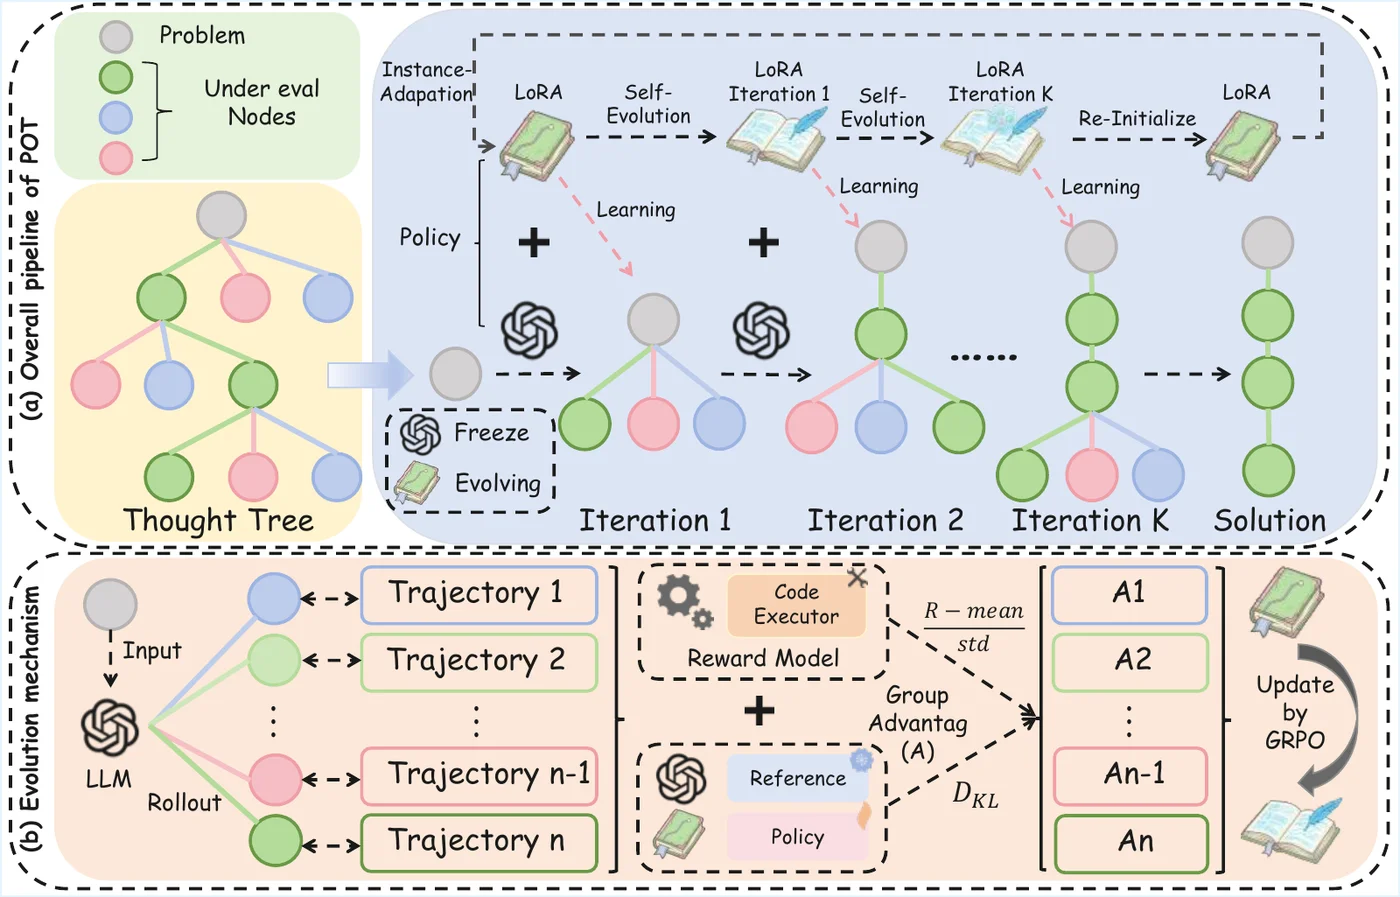 (a) Overall pipeline of POT
Problem
Under eval
Nodes
Thought Tree
Instance-
Adapation
LoRA
Self-
Evolution
LoRA
Iteration 1
Self-
Evolution
LoRA
Iteration K
Re-Initialize
LoRA
Policy
+
Learning
+
Learning
Learning
......
Freeze
Evolving
Iteration 1
Iteration 2
Iteration K
Solution
(b) Evolution mechanism
Input
LLM
Rollout
Trajectory 1
Trajectory 2
⋮
⋮
Trajectory n-1
Trajectory n
Code
Executor
Reward Model
+
Reference
Policy
R − mean
std
Group
Advantag
(A)
D_{KL}
A1
A2
⋮
An-1
An
Update
by
GRPO